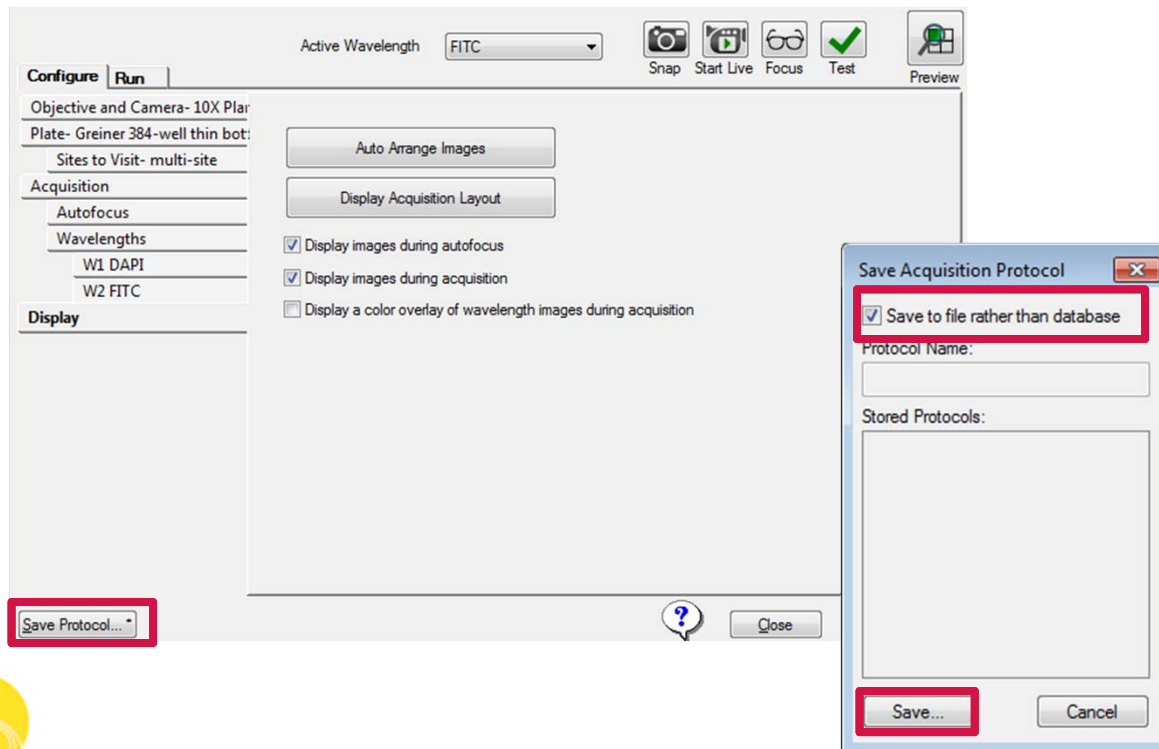 Active Wavelength FITC
Snap Start Live Focus Test Preview
Configure Run
Objective and Camera- 10X Plan
Plate- Greiner 384-well thin bott
Sites to Visit- multi-site
Acquisition
Autofocus
Wavelengths
W1 DAPI
W2 FITC
Display
Auto Arrange Images
Display Acquisition Layout
Display images during autofocus
Display images during acquisition
Display a color overlay of wavelength images during acquisition
Save Protocol... *
?
Close
Save Acquisition Protocol
Save to file rather than database
Protocol Name:
Stored Protocols:
Save... Cancel